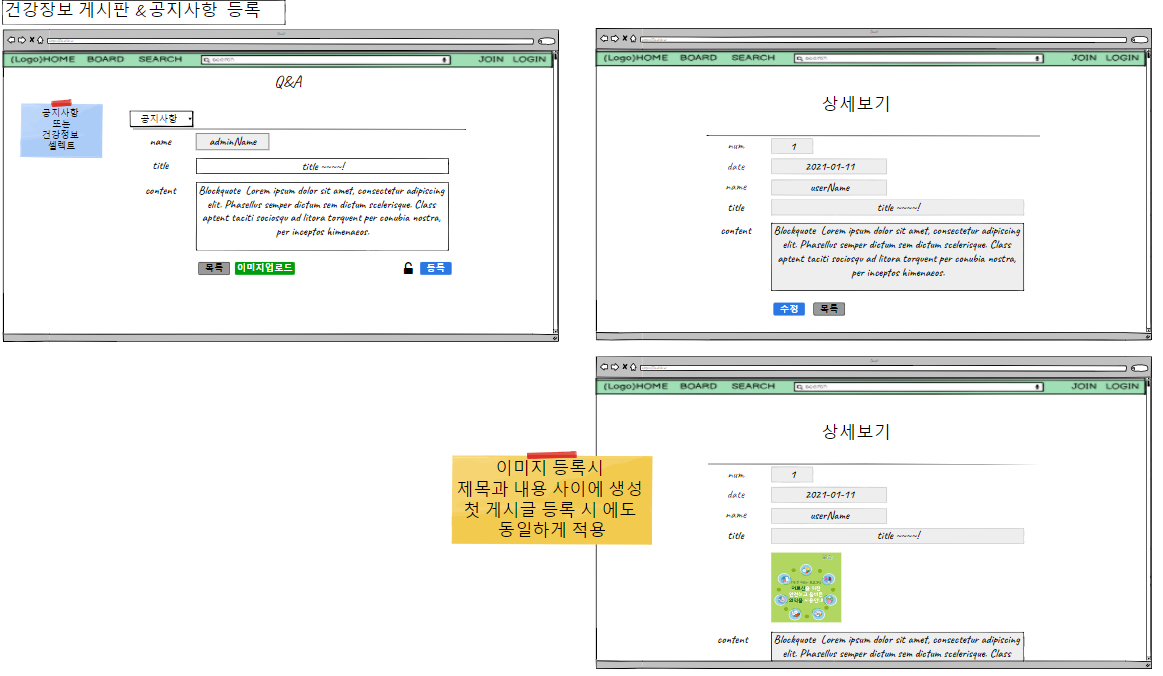 건강장보 게시판 &공지사항 등록
(Logo)HOME BOARD SEARCH search JOIN LOGIN
Q&A
공지사항
또는
건강정보
셀렉트
공지사항
name adminName
title title ~~~~!
content Blockquote Lorem ipsum dolor sit amet, consectetur adipiscing
elit. Phasellus semper dictum sem dictum scelerisque. Class
aptent taciti sociosqu ad litora torquent per conubia nostra,
per inceptos himenaeos.
목록 이미지업로드 등록
(Logo)HOME BOARD SEARCH search JOIN LOGIN
상세보기
num 1
date 2021-01-11
name userName
title title ~~~~!
content Blockquote Lorem ipsum dolor sit amet, consectetur adipiscing
elit. Phasellus semper dictum sem dictum scelerisque. Class
aptent taciti sociosqu ad litora torquent per conubia nostra,
per inceptos himenaeos.
수정 목록
(Logo)HOME BOARD SEARCH search JOIN LOGIN
상세보기
이미지 등록시
제목과 내용 사이에 생성
첫 게시글 등록 시 에도
동일하게 적용
num 1
date 2021-01-11
name userName
title title ~~~~!
content Blockquote Lorem ipsum dolor sit amet, consectetur adipiscing
elit. Phasellus semper dictum sem dictum scelerisque. Class